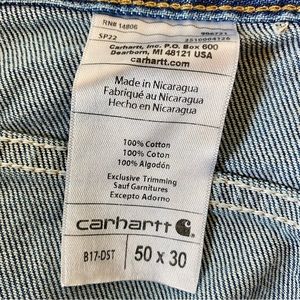 RN# 14806
SP22
Carhartt, Inc. P.O. Box 600
Dearborn, MI 48121 USA
carhartt.com
Made in Nicaragua
Fabriqué au Nicaragua
Hecho en Nicaragua
100% Cotton
100% Coton
100% Algodón
Exclusive Trimming
Sauf Garnitures
Excepto Adorno
carhartt
B17-DST 50 x 30